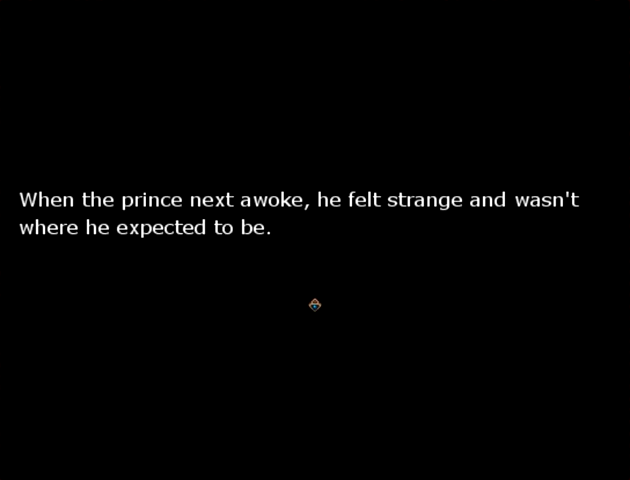 When the prince next awoke, he felt strange and wasn't
where he expected to be.